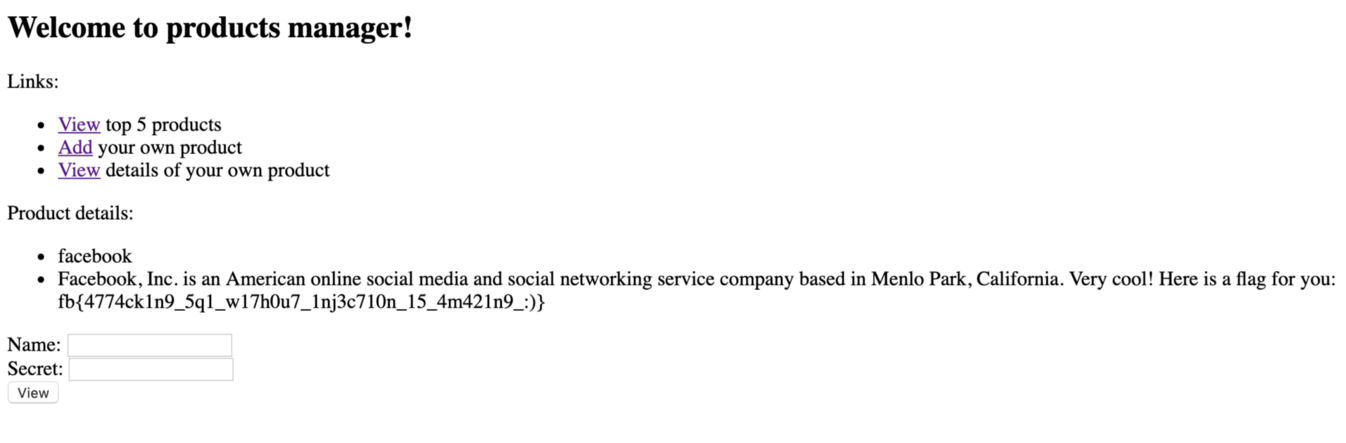 Welcome to products manager!
Links:
View top 5 products
Add your own product
View details of your own product
Product details:
facebook
Facebook, Inc. is an American online social media and social networking service company based in Menlo Park, California. Very cool! Here is a flag for you:
fb{4774ck1n9_5q1_w17h0u7_1nj3c710n_15_4m421n9_:)}
Name:
Secret:
View